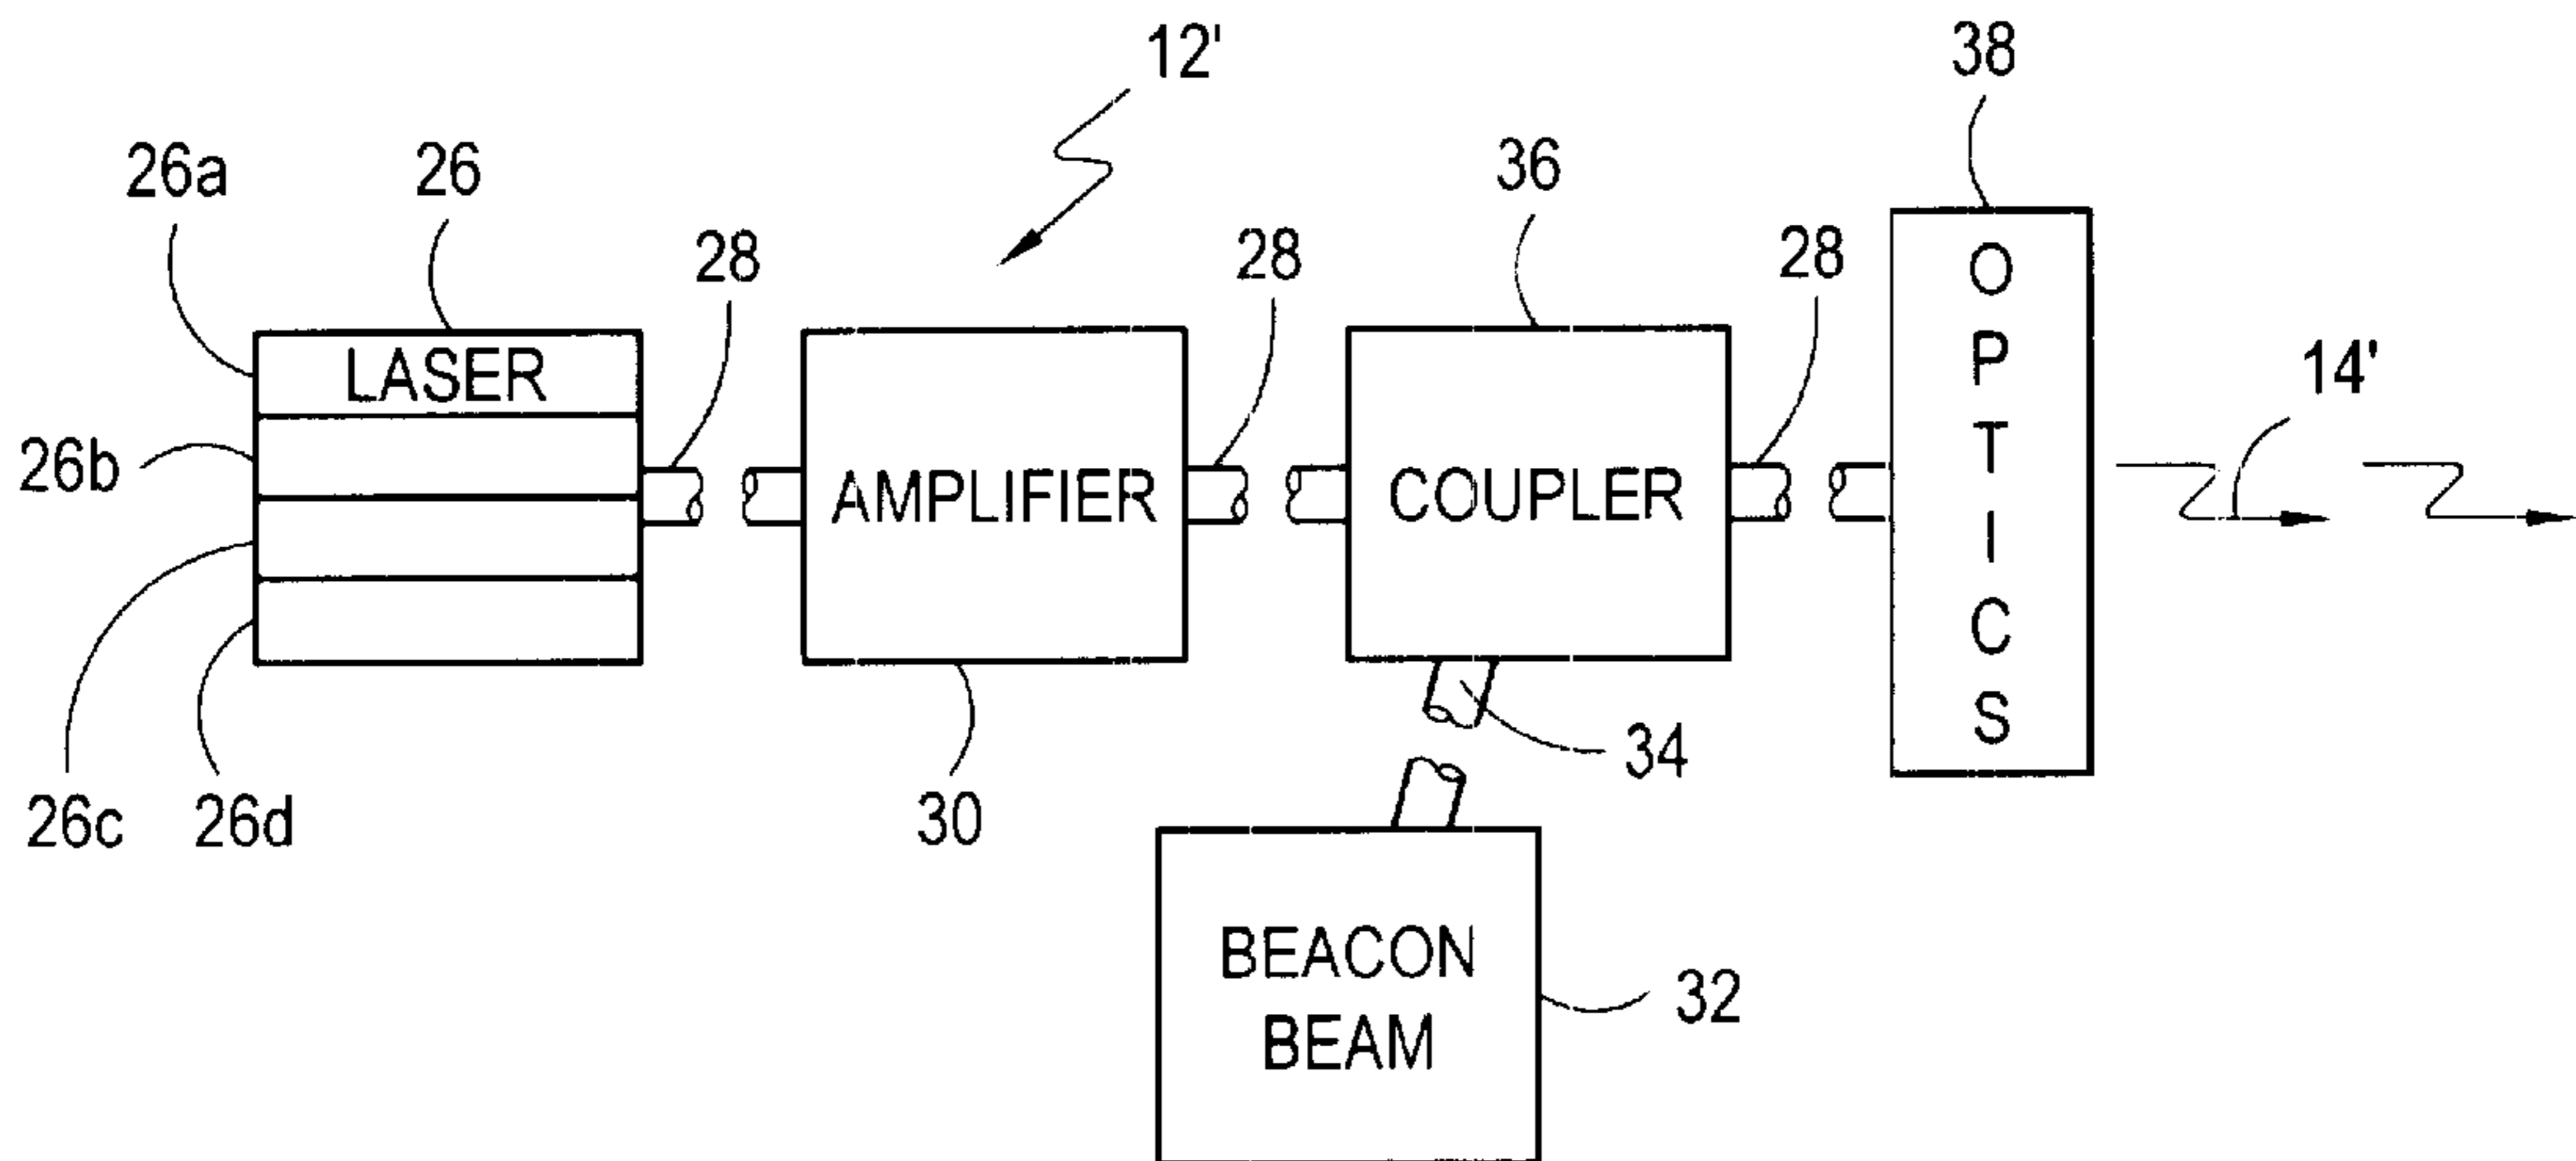 12'
38
26a
26
36
28
28
28
LASER
OPTICS
14'
26b
AMPLIFIER
COUPLER
34
26c
26d
30
BEACON
BEAM
32